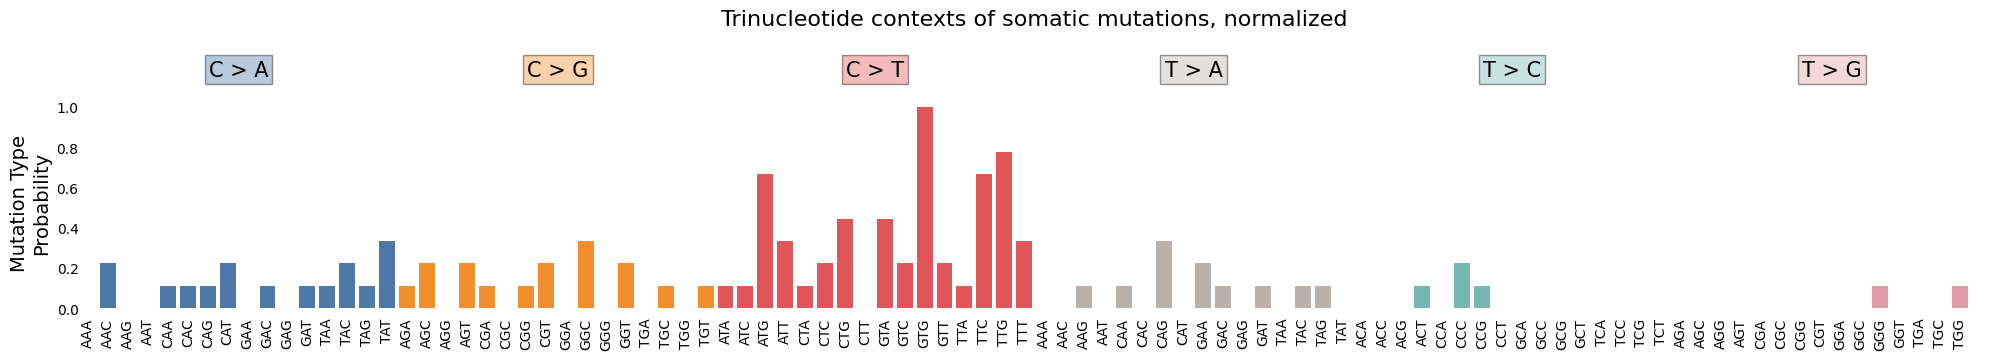 Trinucleotide contexts of somatic mutations, normalized
C > A
C > G
C > T
T > A
T > C
T > G
Mutation Type
Probability
1.0
0.8
0.6
0.4
0.2
0.0
AAA
AAC
AAG
AAT
CAA
CAC
CAG
CAT
GAA
GAC
GAG
GAT
TAA
TAC
TAG
TAT
AGA
AGC
AGG
AGT
CGA
CGC
CGG
CGT
GGA
GGC
GGG
GGT
TGA
TGC
TGG
TGT
ATA
ATC
ATG
ATT
CTA
CTC
CTG
CTT
GTA
GTC
GTG
GTT
TTA
TTC
TTG
TTT
AAA
AAC
AAG
AAT
CAA
CAC
CAG
CAT
GAA
GAC
GAG
GAT
TAA
TAC
TAG
TAT
ACA
ACC
ACG
ACT
CCA
CCC
CCG
CCT
GCA
GCC
GCG
GCT
TCA
TCC
TCG
TCT
AGA
AGC
AGG
AGT
CGA
CGC
CGG
CGT
GGA
GGC
GGG
GGT
TGA
TGC
TGG